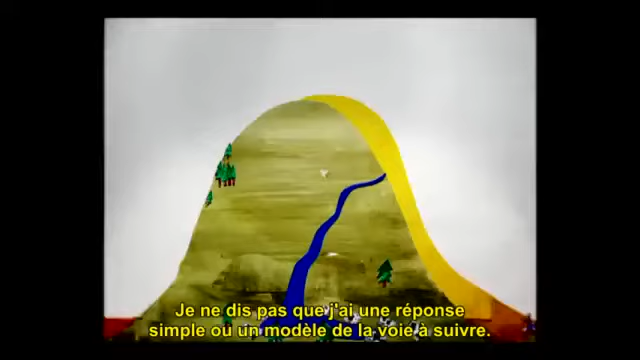 Je ne dis pas que j'ai une réponse
simple ou un modèle de la voie à suivre.